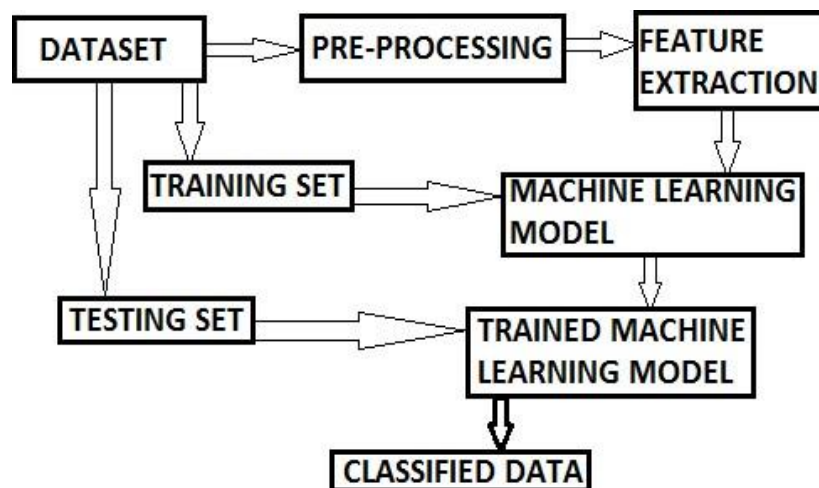 DATASET
PRE-PROCESSING
FEATURE
EXTRACTION
TRAINING SET
MACHINE LEARNING
MODEL
TESTING SET
TRAINED MACHINE
LEARNING MODEL
CLASSIFIED DATA